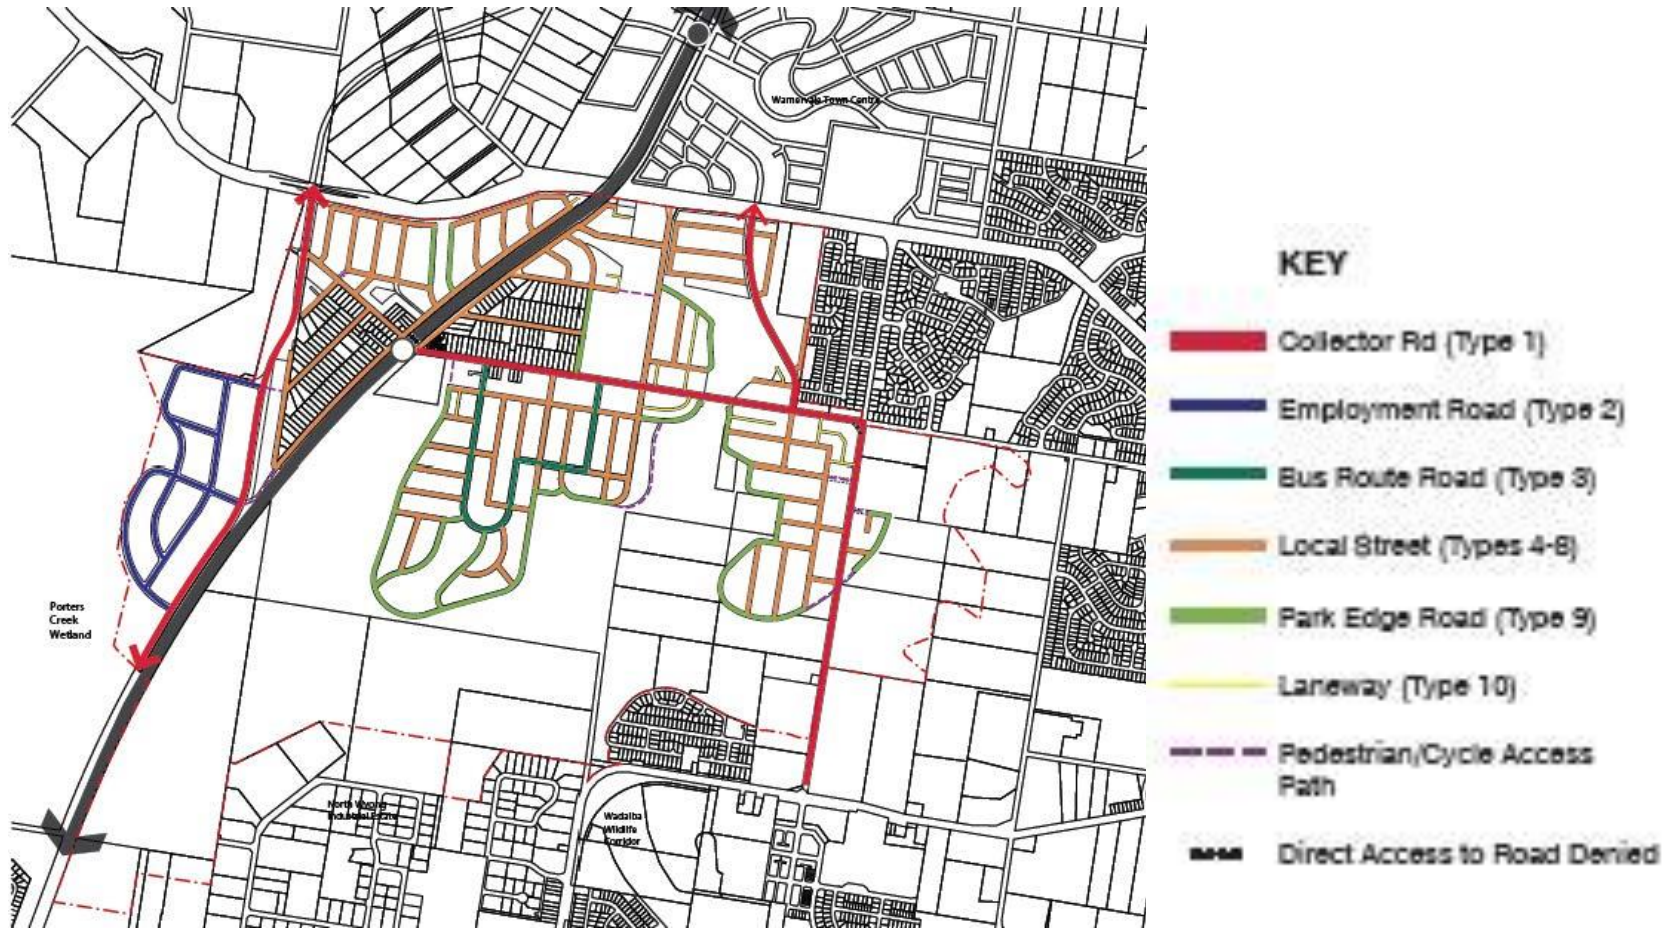 Warnervale Town Centre
Porters
Creek
Wetland
North Wyong
Industrial Estate
Wadalba
Wildlife
Corridor
KEY
Collector Rd (Type 1)
Employment Road (Type 2)
Bus Route Road (Type 3)
Local Street (Types 4-8)
Park Edge Road (Type 9)
Laneway (Type 10)
Pedestrian/Cycle Access
Path
Direct Access to Road Denied